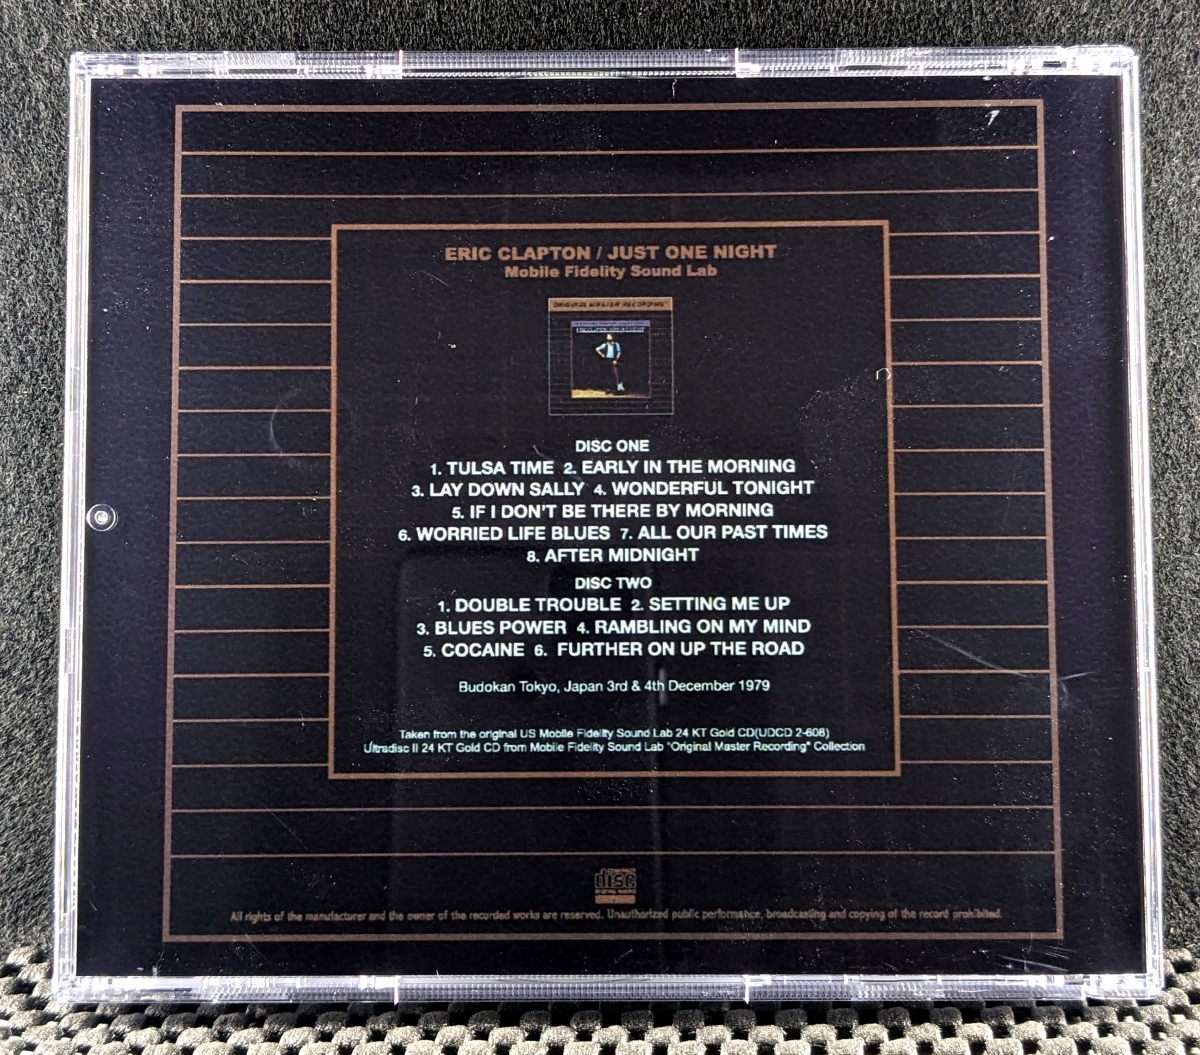 ERIC CLAPTON / JUST ONE NIGHT
Mobile Fidelity Sound Lab
ORIGINAL MASTER RECORDING
DISC ONE
1. TULSA TIME 2. EARLY IN THE MORNING
3. LAY DOWN SALLY 4. WONDERFUL TONIGHT
5. IF I DON'T BE THERE BY MORNING
6. WORRIED LIFE BLUES 7. ALL OUR PAST TIMES
8. AFTER MIDNIGHT
DISC TWO
1. DOUBLE TROUBLE 2. SETTING ME UP
3. BLUES POWER 4. RAMBLING ON MY MIND
5. COCAINE 6. FURTHER ON UP THE ROAD
Budokan Tokyo, Japan 3rd & 4th December 1979
Taken from the original US Mobile Fidelity Sound Lab 24 KT Gold CD(UDCD 2-608)
Ultradisc II 24 KT Gold CD from Mobile Fidelity Sound Lab "Original Master Recording" Collection
disc
All rights of the manufacturer and the owner of the recorded works are reserved. Unauthorized public performance, broadcasting and copying of the record prohibited.